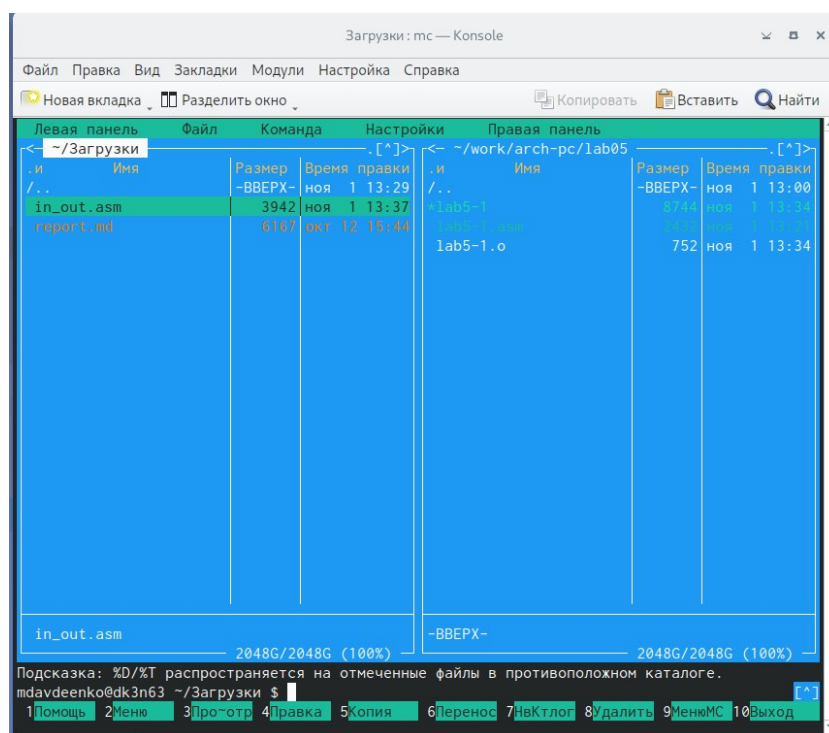 Загрузки : mc — Konsole
Файл Правка Вид Закладки Модули Настройка Справка
Новая вкладка Разделить окно Копировать Вставить Найти
Левая панель Файл Команда Настройки Правая панель
<- ~/Загрузки .[^]> <- ~/work/arch-pc/lab05 .[^]>
.и Имя Размер Время правки .и Имя Размер Время правки
/.. -ВВЕРХ- ноя 1 13:29 /.. -ВВЕРХ- ноя 1 13:00
in_out.asm 3942 ноя 1 13:37 *lab5-1 8744 ноя 1 13:34
report.md 6167 окт 12 15:44 lab5-1.asm 2432 ноя 1 13:21
lab5-1.o 752 ноя 1 13:34
in_out.asm -ВВЕРХ-
2048G/2048G (100%) 2048G/2048G (100%)
Подсказка: %D/%T распространяется на отмеченные файлы в противоположном каталоге.
mdavdeenko@dk3n63 ~/Загрузки $ [^]
1Помощь 2Меню 3Про~отр 4Правка 5Копия 6Перенос 7НвКтлог 8Удалить 9МенюМС 10Выход